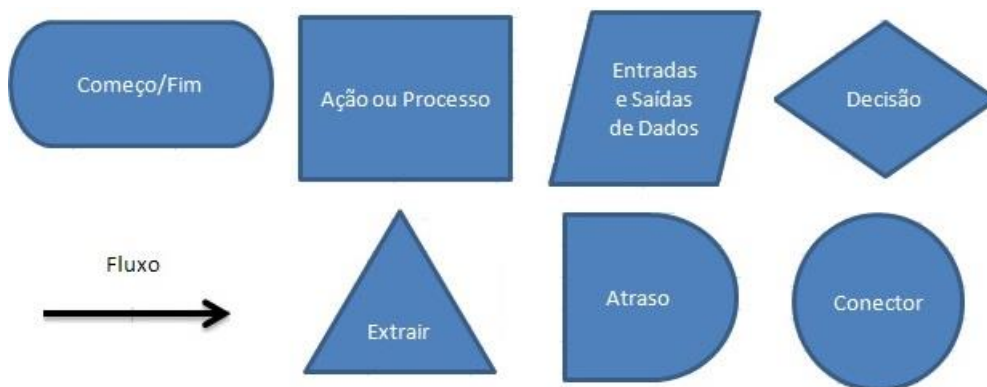 Começo/Fim
Ação ou Processo
Entradas
e Saídas
de Dados
Decisão
Fluxo
Extrair
Atraso
Conector